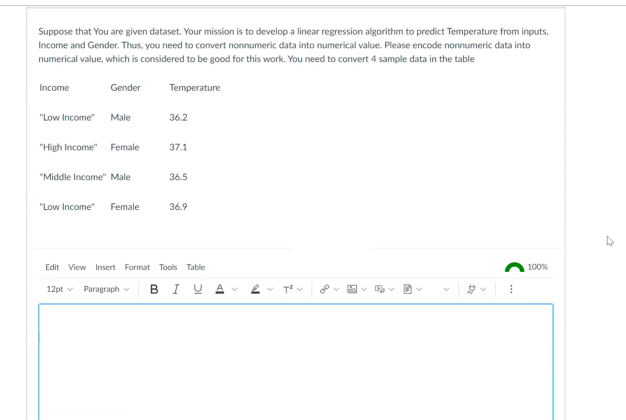 Suppose that You are given dataset. Your mission is to develop a linear regression algorithm to predict Temperature from inputs,
Income and Gender. Thus, you need to convert nonnumeric data into numerical value. Please encode nonnumeric data into
numerical value, which is considered to be good for this work. You need to convert 4 sample data in the table
Income Gender Temperature
"Low Income" Male 36.2
"High Income" Female 37.1
"Middle Income" Male 36.5
"Low Income" Female 36.9
Edit View Insert Format Tools Table 100%
12pt Paragraph B I U A T²